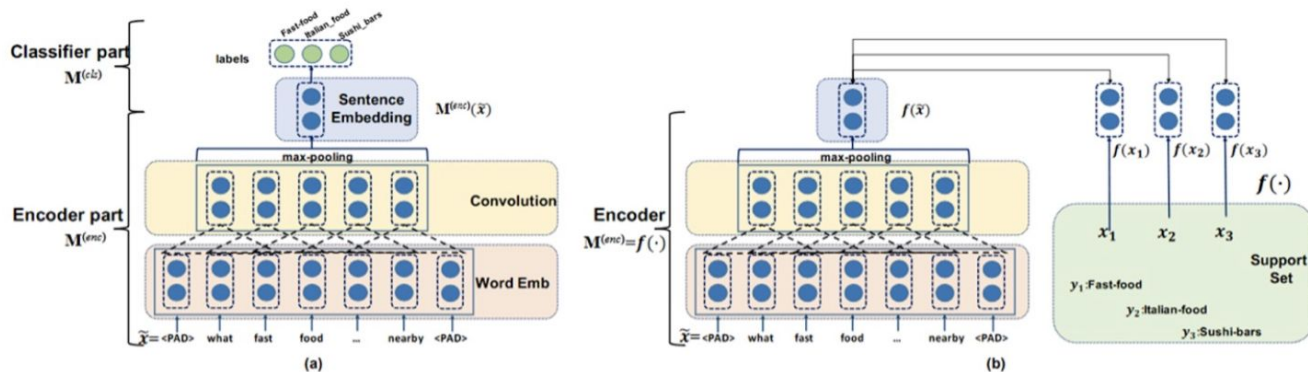 Fast-food
Italian_food
Sushi_bars
Classifier part
M(cls)
labels
Sentence
Embedding
M(enc)(x̃)
max-pooling
Convolution
Encoder part
M(enc)
Word Emb
x̃= <PAD> what fast food ... nearby <PAD>
(a)
f(x̃)
max-pooling
Encoder
M(enc)=f(·)
x̃= <PAD> what fast food ... nearby <PAD>
(b)
f(x1) f(x2) f(x3)
f(·)
x1 x2 x3
Support
Set
y1:Fast-food
y2:Italian-food
y3:Sushi-bars